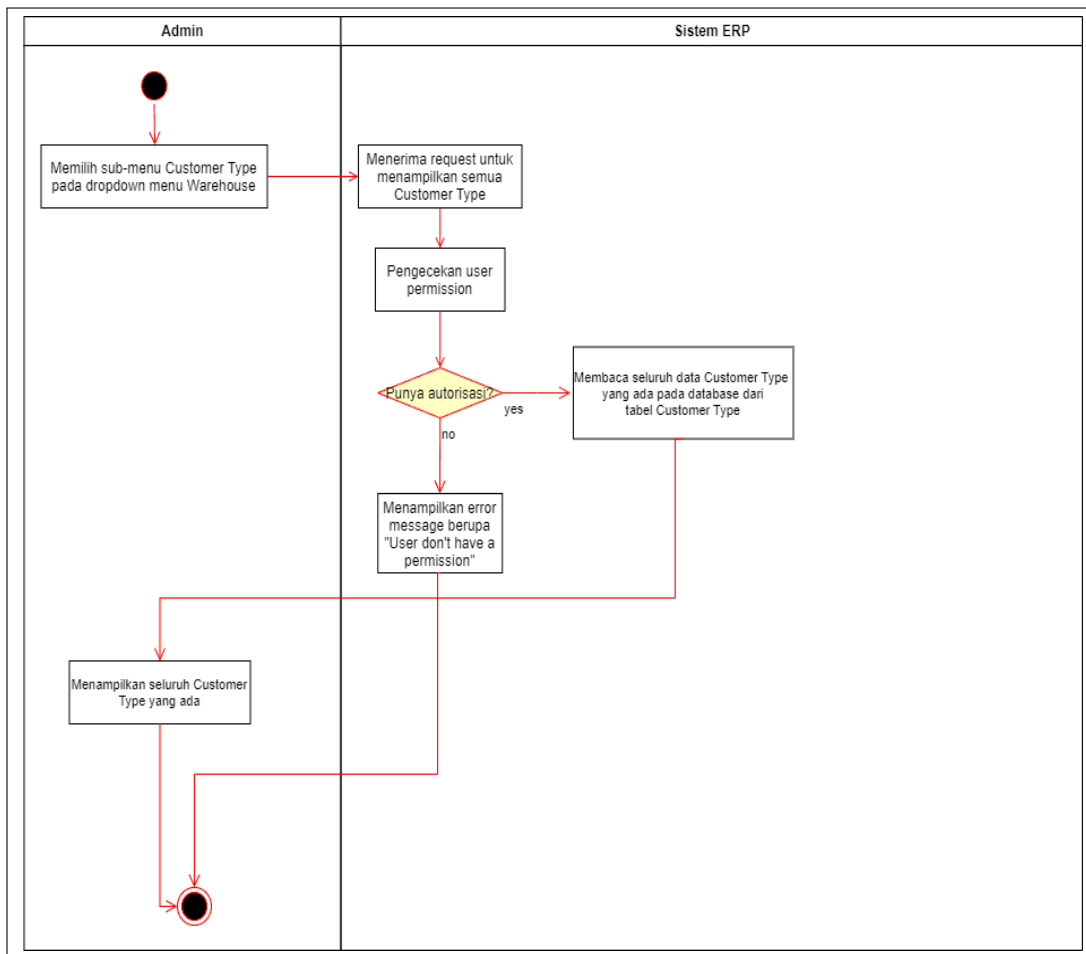 Admin
Sistem ERP
Memilih sub-menu Customer Type
pada dropdown menu Warehouse
Menerima request untuk
menampilkan semua
Customer Type
Pengecekan user
permission
Punya autorisasi?
yes
no
Membaca seluruh data Customer Type
yang ada pada database dari
tabel Customer Type
Menampilkan error
message berupa
"User don't have a
permission"
Menampilkan seluruh Customer
Type yang ada